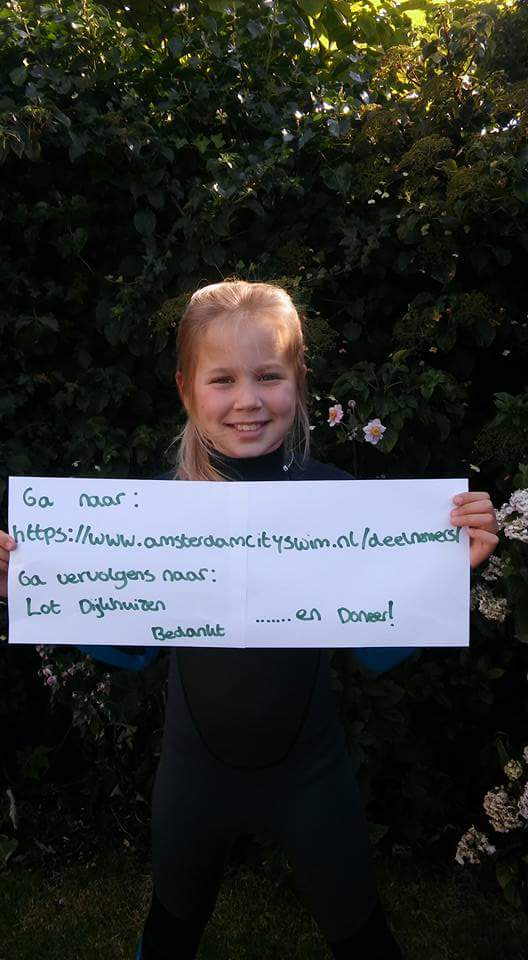 Ga naar:
https://www.amsterdamcityswim.nl/deelnemers/
Ga vervolgens naar:
Lot Dijkhuizen ....... en Doneer!
Bedankt